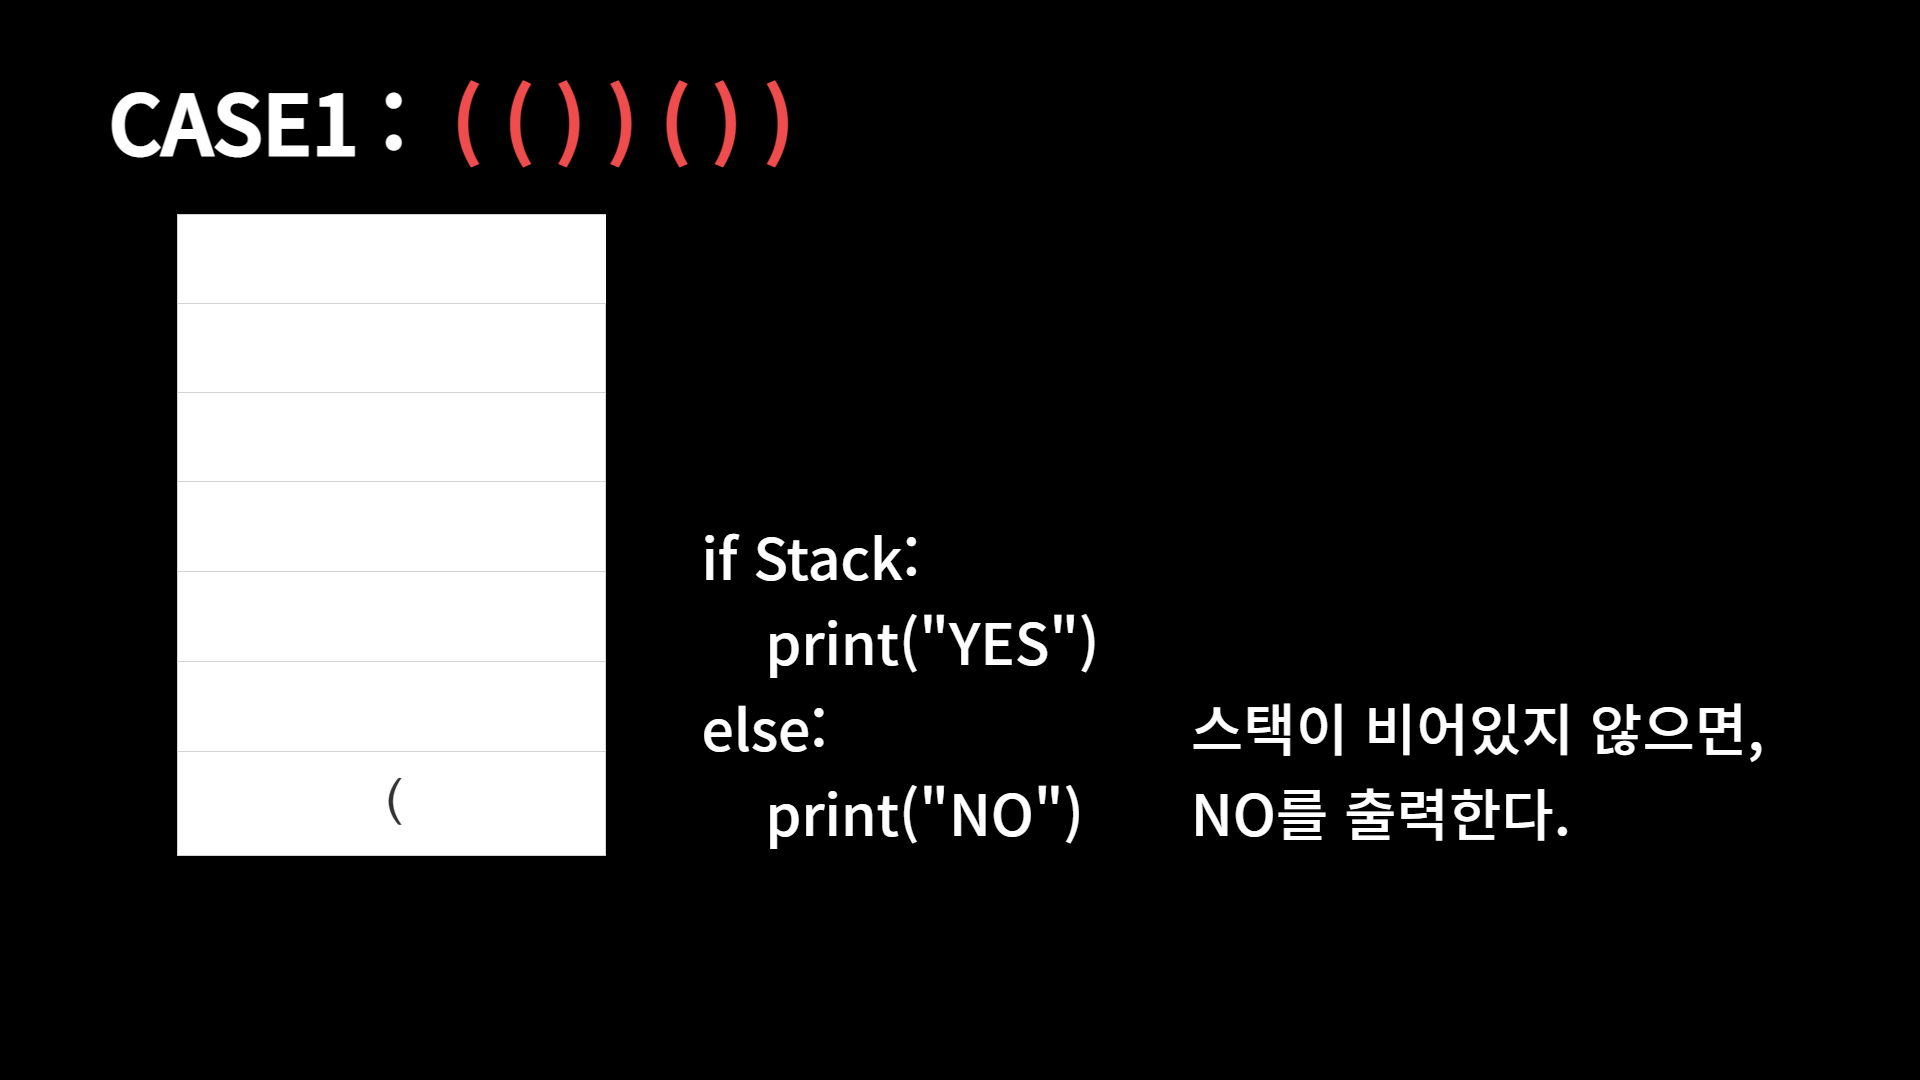 CASE1 : (())())
(
if Stack:
print("YES")
else:
print("NO")
스택이 비어있지 않으면,
NO를 출력한다.